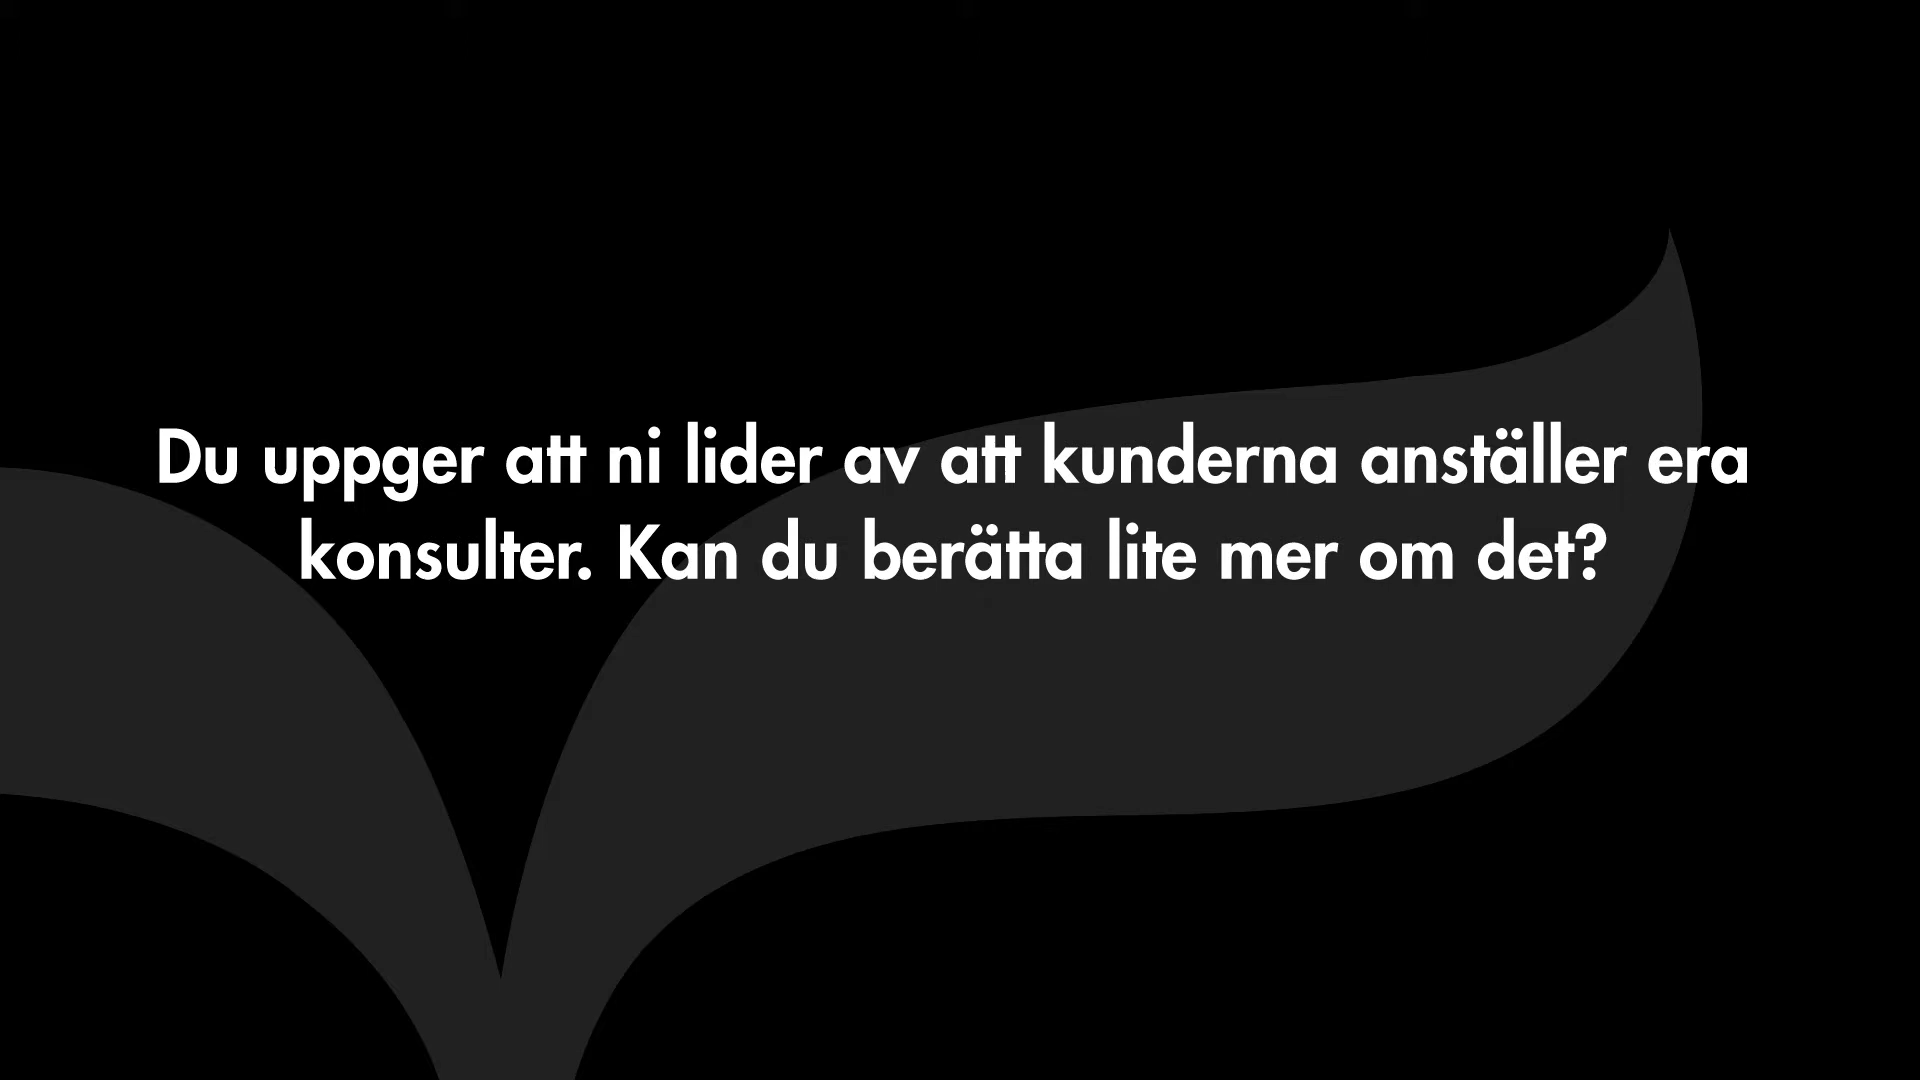 Du uppger att ni lider av att kunderna anställer era
konsulter. Kan du berätta lite mer om det?